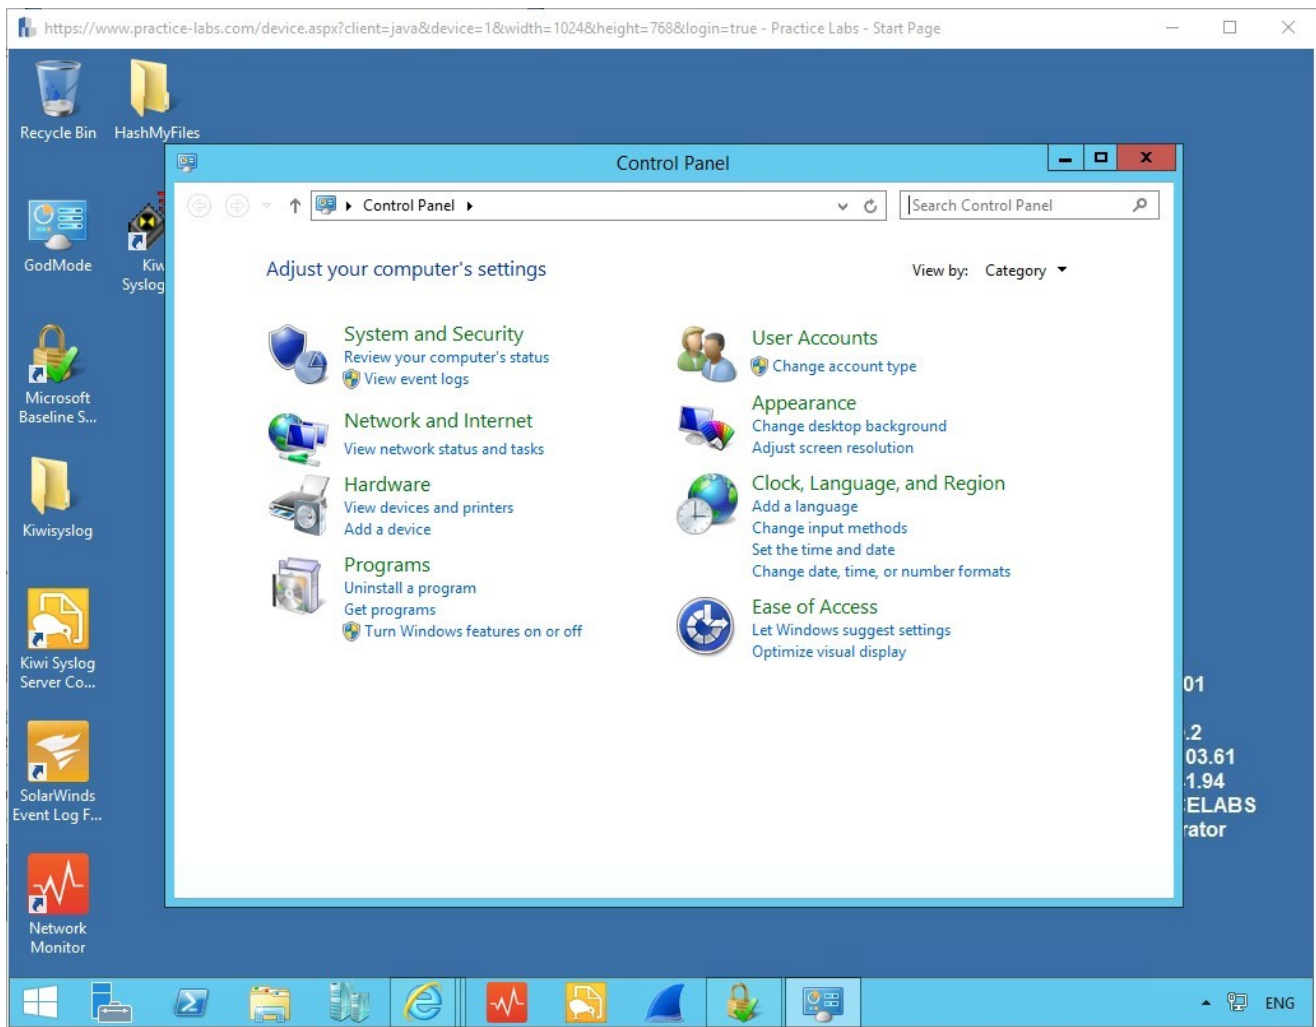 https://www.practice-labs.com/device.aspx?client=java&device=1&width=1024&height=768&login=true - Practice Labs - Start Page
Recycle Bin
HashMyFiles
GodMode
Kiw
Syslog
Microsoft
Baseline S...
Kiwisyslog
Kiwi Syslog
Server Co...
SolarWinds
Event Log F...
Network
Monitor
Control Panel
Control Panel
Search Control Panel
Adjust your computer's settings
View by: Category
System and Security
Review your computer's status
View event logs
Network and Internet
View network status and tasks
Hardware
View devices and printers
Add a device
Programs
Uninstall a program
Get programs
Turn Windows features on or off
User Accounts
Change account type
Appearance
Change desktop background
Adjust screen resolution
Clock, Language, and Region
Add a language
Change input methods
Set the time and date
Change date, time, or number formats
Ease of Access
Let Windows suggest settings
Optimize visual display
01
.2
03.61
1.94
ELABS
rator
ENG